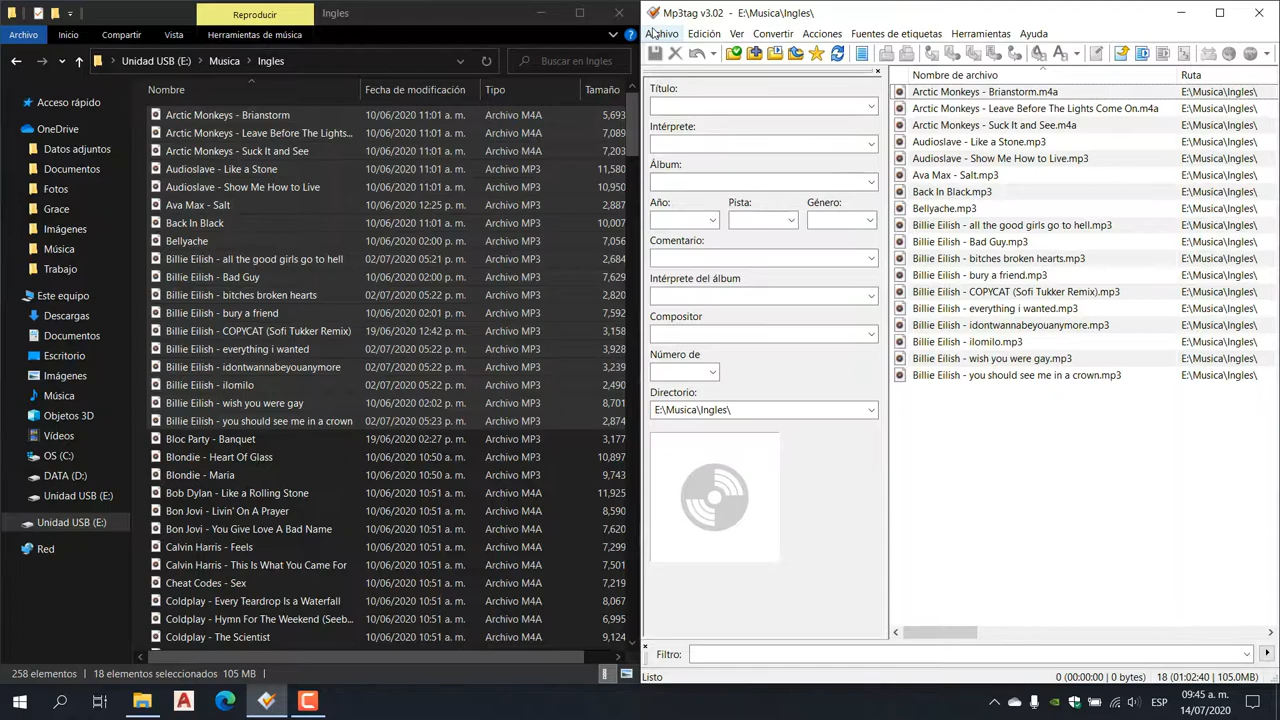 Reproducir
Ingles
Archivo
Inicio
Compartir
Vista
Herramientas de música
Unidad USB (E:)
Musica
Ingles
Buscar en Ingles
Acceso rápido
OneDrive
Datos adjuntos
Documentos
Fotos
Grace
Imágenes
Música
Trabajo
Este equipo
Descargas
Documentos
Escritorio
Imágenes
Música
Objetos 3D
Vídeos
OS (C:)
DATA (D:)
Unidad USB (E:)
Unidad USB (E:)
Red
Nombre Fecha de modificación Tipo Tamaño
Arctic Monkeys - Brianstorm 10/06/2020 11:01 a. m. Archivo M4A 5,693
Arctic Monkeys - Leave Before The Lights... 10/06/2020 11:01 a. m. Archivo M4A 7,089
Arctic Monkeys - Suck It and See 10/06/2020 11:01 a. m. Archivo M4A 7,203
Audioslave - Like a Stone 10/06/2020 11:01 a. m. Archivo MP3 11,580
Audioslave - Show Me How to Live 10/06/2020 11:01 a. m. Archivo MP3 10,950
Ava Max - Salt 10/06/2020 12:25 p. m. Archivo MP3 2,887
Back In Black 10/06/2020 11:01 a. m. Archivo MP3 10,007
Bellyache 10/06/2020 02:00 p. m. Archivo MP3 7,056
Billie Eilish - all the good girls go to hell 02/07/2020 05:21 p. m. Archivo MP3 2,684
Billie Eilish - Bad Guy 10/06/2020 02:00 p. m. Archivo MP3 7,629
Billie Eilish - bitches broken hearts 02/07/2020 05:22 p. m. Archivo MP3 2,820
Billie Eilish - bury a friend 10/06/2020 02:01 p. m. Archivo MP3 7,592
Billie Eilish - COPYCAT (Sofi Tukker Remix) 19/06/2020 12:42 p. m. Archivo MP3 3,158
Billie Eilish - everything i wanted 02/07/2020 05:22 p. m. Archivo MP3 3,928
Billie Eilish - idontwannabeyouanymore 02/07/2020 05:22 p. m. Archivo MP3 3,239
Billie Eilish - ilomilo 02/07/2020 05:22 p. m. Archivo MP3 2,490
Billie Eilish - wish you were gay 10/06/2020 02:02 p. m. Archivo MP3 8,701
Billie Eilish - you should see me in a crown 02/07/2020 05:23 p. m. Archivo MP3 2,874
Bloc Party - Banquet 19/06/2020 02:27 p. m. Archivo MP3 3,177
Blondie - Heart Of Glass 10/06/2020 10:50 a. m. Archivo MP3 10,897
Blondie - Maria 10/06/2020 10:50 a. m. Archivo MP3 9,743
Bob Dylan - Like a Rolling Stone 10/06/2020 10:51 a. m. Archivo M4A 11,925
Bon Jovi - Livin' On A Prayer 10/06/2020 10:51 a. m. Archivo M4A 8,590
Bon Jovi - You Give Love A Bad Name 10/06/2020 10:51 a. m. Archivo M4A 7,620
Calvin Harris - Feels 10/06/2020 10:51 a. m. Archivo M4A 7,299
Calvin Harris - This Is What You Came For 10/06/2020 10:51 a. m. Archivo M4A 7,501
Cheat Codes - Sex 10/06/2020 10:51 a. m. Archivo M4A 7,219
Coldplay - Every Teardrop Is a Waterfall 10/06/2020 10:51 a. m. Archivo M4A 8,067
Coldplay - Hymn For The Weekend (Seeb... 10/06/2020 10:51 a. m. Archivo M4A 6,995
Coldplay - The Scientist 10/06/2020 10:51 a. m. Archivo M4A 9,124
258 elementos 18 elementos seleccionados 105 MB
Mp3tag v3.02 - E:\Musica\Ingles\
Archivo Edición Ver Convertir Acciones Fuentes de etiquetas Herramientas Ayuda
Título:
Intérprete:
Álbum:
Año: Pista: Género:
Comentario:
Intérprete del álbum
Compositor
Número de
Directorio:
E:\Musica\Ingles\
Nombre de archivo Ruta
Arctic Monkeys - Brianstorm.m4a E:\Musica\Ingles\
Arctic Monkeys - Leave Before The Lights Come On.m4a E:\Musica\Ingles\
Arctic Monkeys - Suck It and See.m4a E:\Musica\Ingles\
Audioslave - Like a Stone.mp3 E:\Musica\Ingles\
Audioslave - Show Me How to Live.mp3 E:\Musica\Ingles\
Ava Max - Salt.mp3 E:\Musica\Ingles\
Back In Black.mp3 E:\Musica\Ingles\
Bellyache.mp3 E:\Musica\Ingles\
Billie Eilish - all the good girls go to hell.mp3 E:\Musica\Ingles\
Billie Eilish - Bad Guy.mp3 E:\Musica\Ingles\
Billie Eilish - bitches broken hearts.mp3 E:\Musica\Ingles\
Billie Eilish - bury a friend.mp3 E:\Musica\Ingles\
Billie Eilish - COPYCAT (Sofi Tukker Remix).mp3 E:\Musica\Ingles\
Billie Eilish - everything i wanted.mp3 E:\Musica\Ingles\
Billie Eilish - idontwannabeyouanymore.mp3 E:\Musica\Ingles\
Billie Eilish - ilomilo.mp3 E:\Musica\Ingles\
Billie Eilish - wish you were gay.mp3 E:\Musica\Ingles\
Billie Eilish - you should see me in a crown.mp3 E:\Musica\Ingles\
Filtro:
Listo 0 (00:00:00 | 0 bytes) 18 (01:02:40 | 105.0MB)
ESP
09:45 a. m.
14/07/2020